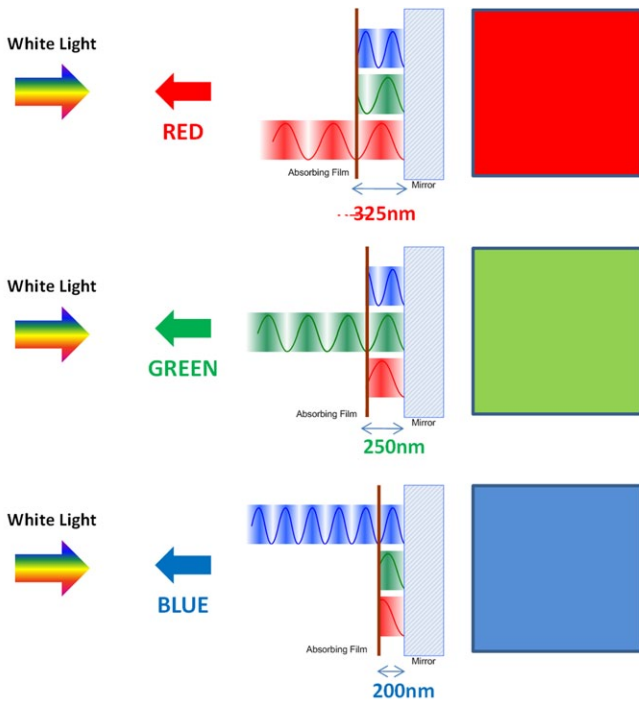 White Light
RED
Absorbing Film
Mirror
325nm
White Light
GREEN
Absorbing Film
Mirror
250nm
White Light
BLUE
Absorbing Film
Mirror
200nm